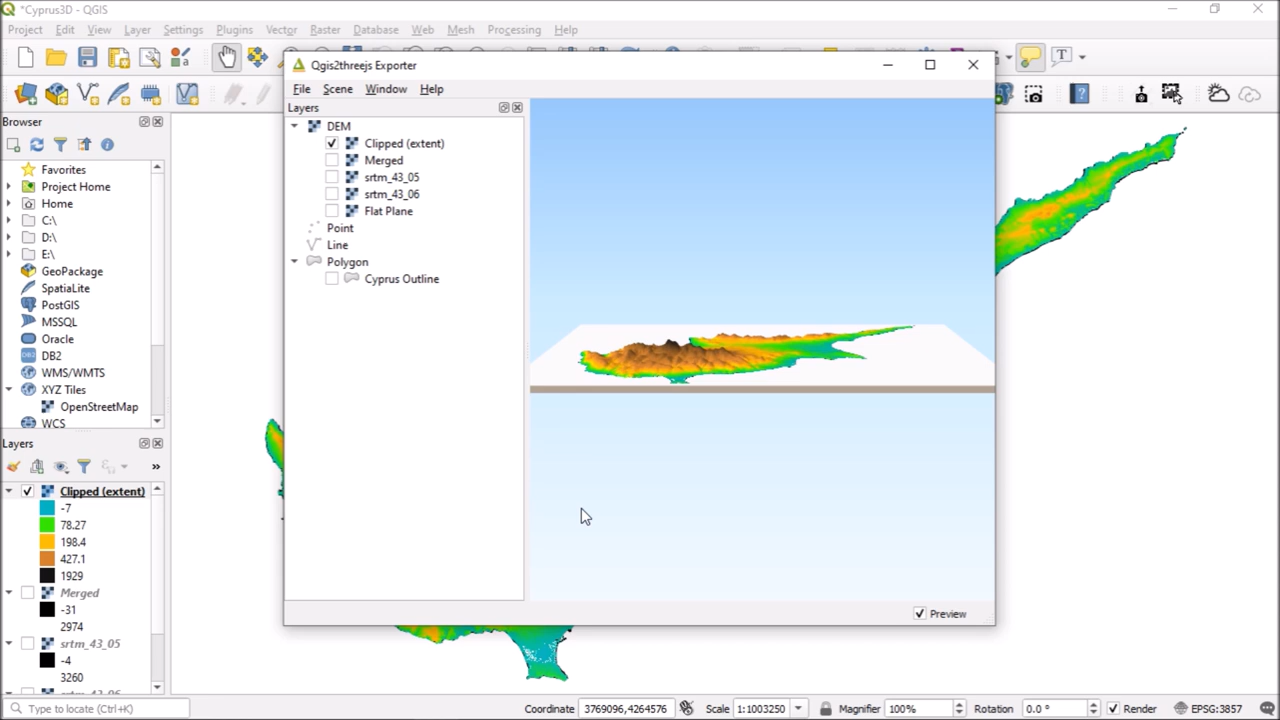 *Cyprus3D - QGIS
Project Edit View Layer Settings Plugins Vector Raster Database Web Mesh Processing Help
T
Qgis2threejs Exporter
File Scene Window Help
Layers
DEM
Clipped (extent)
Merged
srtm_43_05
srtm_43_06
Flat Plane
Point
Line
Polygon
Cyprus Outline
Preview
Browser
Favorites
Project Home
Home
C:\
D:\
E:\
GeoPackage
SpatiaLite
PostGIS
MSSQL
Oracle
DB2
WMS/WMTS
XYZ Tiles
OpenStreetMap
WCS
Layers
Clipped (extent)
-7
78.27
198.4
427.1
1929
Merged
-31
2974
srtm_43_05
-4
3260
srtm_43_06
Type to locate (Ctrl+K)
Coordinate 3769096,4264576 Scale 1:1003250 Magnifier 100% Rotation 0.0 ° Render EPSG:3857